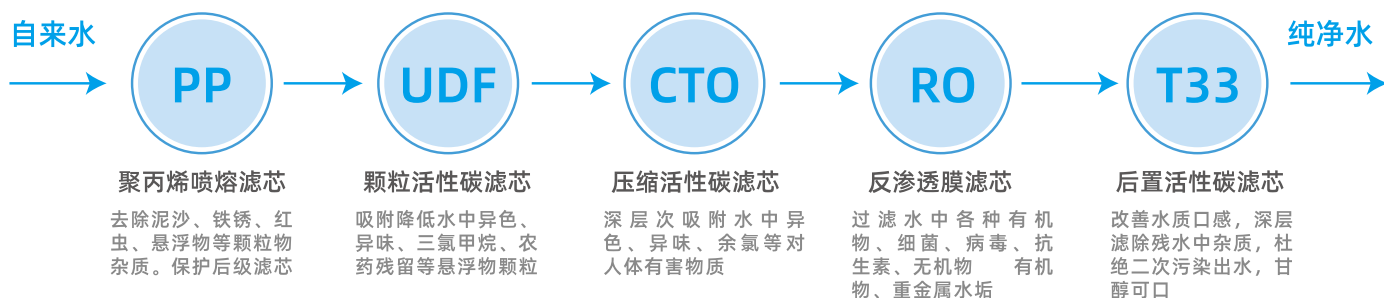 自来水
纯净水
PP
UDF
CTO
RO
T33
聚丙烯喷熔滤芯
去除泥沙、铁锈、红
虫、悬浮物等颗粒物
杂质。保护后级滤芯
颗粒活性碳滤芯
吸附降低水中异色、
异味、三氯甲烷、农
药残留等悬浮物颗粒
压缩活性碳滤芯
深层次吸附水中异
色、异味、余氯等对
人体有害物质
反渗透膜滤芯
过滤水中各种有机
物、细菌、病毒、抗
生素、无机物 有机
物、重金属水垢
后置活性碳滤芯
改善水质口感，深层
滤除残水中杂质，杜
绝二次污染出水，甘
醇可口